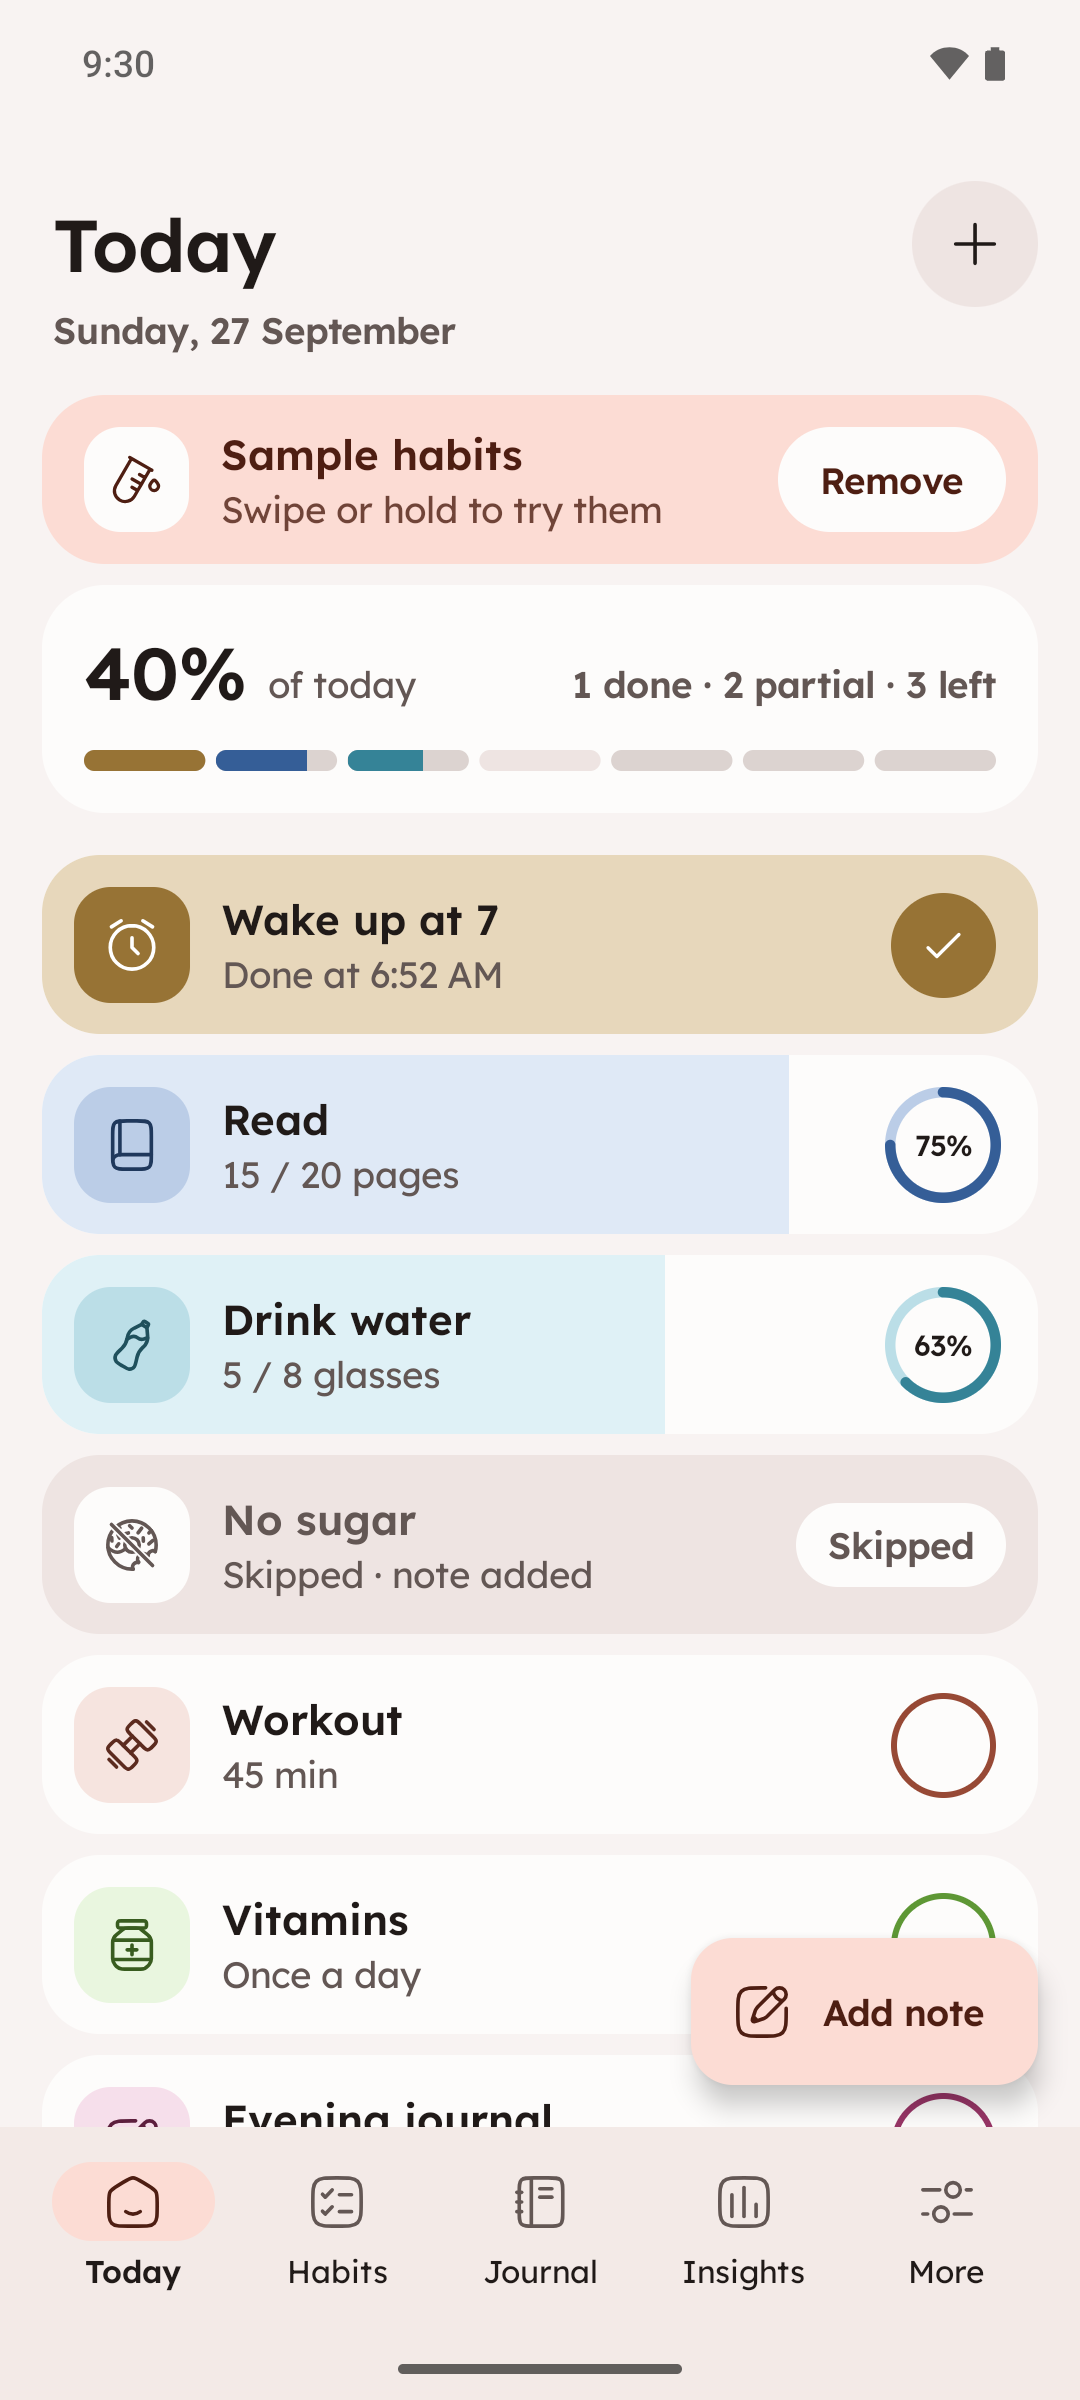 9:30
Today
Sunday, 27 September
Sample habits
Swipe or hold to try them
Remove
40% of today
1 done · 2 partial · 3 left
Wake up at 7
Done at 6:52 AM
Read
15 / 20 pages
75%
Drink water
5 / 8 glasses
63%
No sugar
Skipped · note added
Skipped
Workout
45 min
Vitamins
Once a day
Add note
Evening journal
Today
Habits
Journal
Insights
More